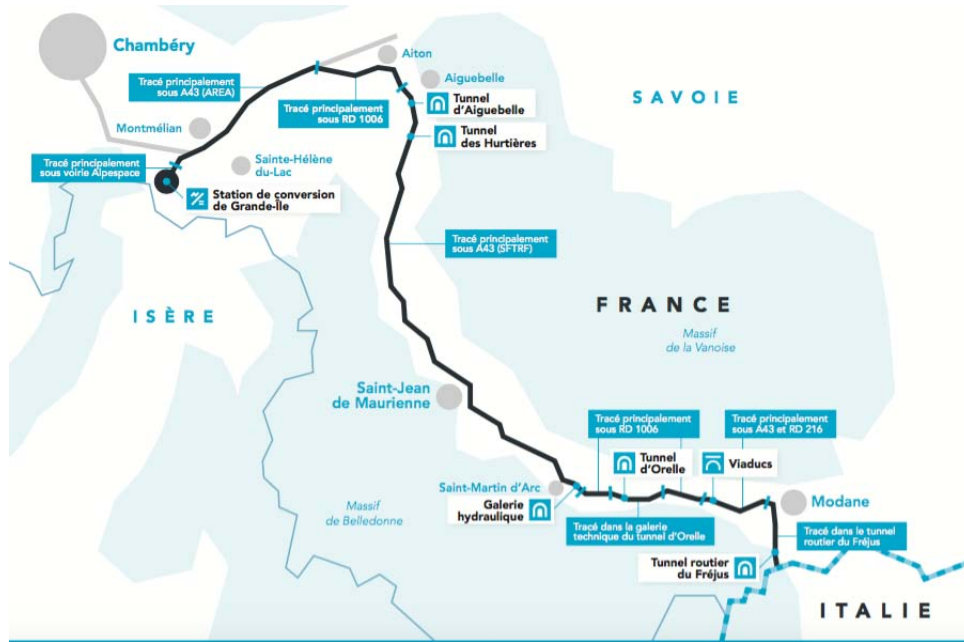 Chambéry
Aiton
Tracé principalement
sous A43 (AREA)
Aiguebelle
SAVOIE
Tracé principalement
sous RD 1006
Tunnel
d'Aiguebelle
Montmélian
Tunnel
des Hurtières
Tracé principalement
sous voirie Alpespace
Sainte-Hélène
du-Lac
Station de conversion
de Grande-Île
Tracé principalement
sous A43 (SFTRF)
ISÈRE
FRANCE
Massif
de la Vanoise
Saint-Jean
de Maurienne
Tracé principalement
sous RD 1006
Tracé principalement
sous A43 et RD 216
Tunnel
d'Orelle
Viaducs
Saint-Martin d'Arc
Modane
Massif
de Belledonne
Galerie
hydraulique
Tracé dans la galerie
technique du tunnel d'Orelle
Tracé dans le tunnel
routier du Fréjus
Tunnel routier
du Fréjus
ITALIE